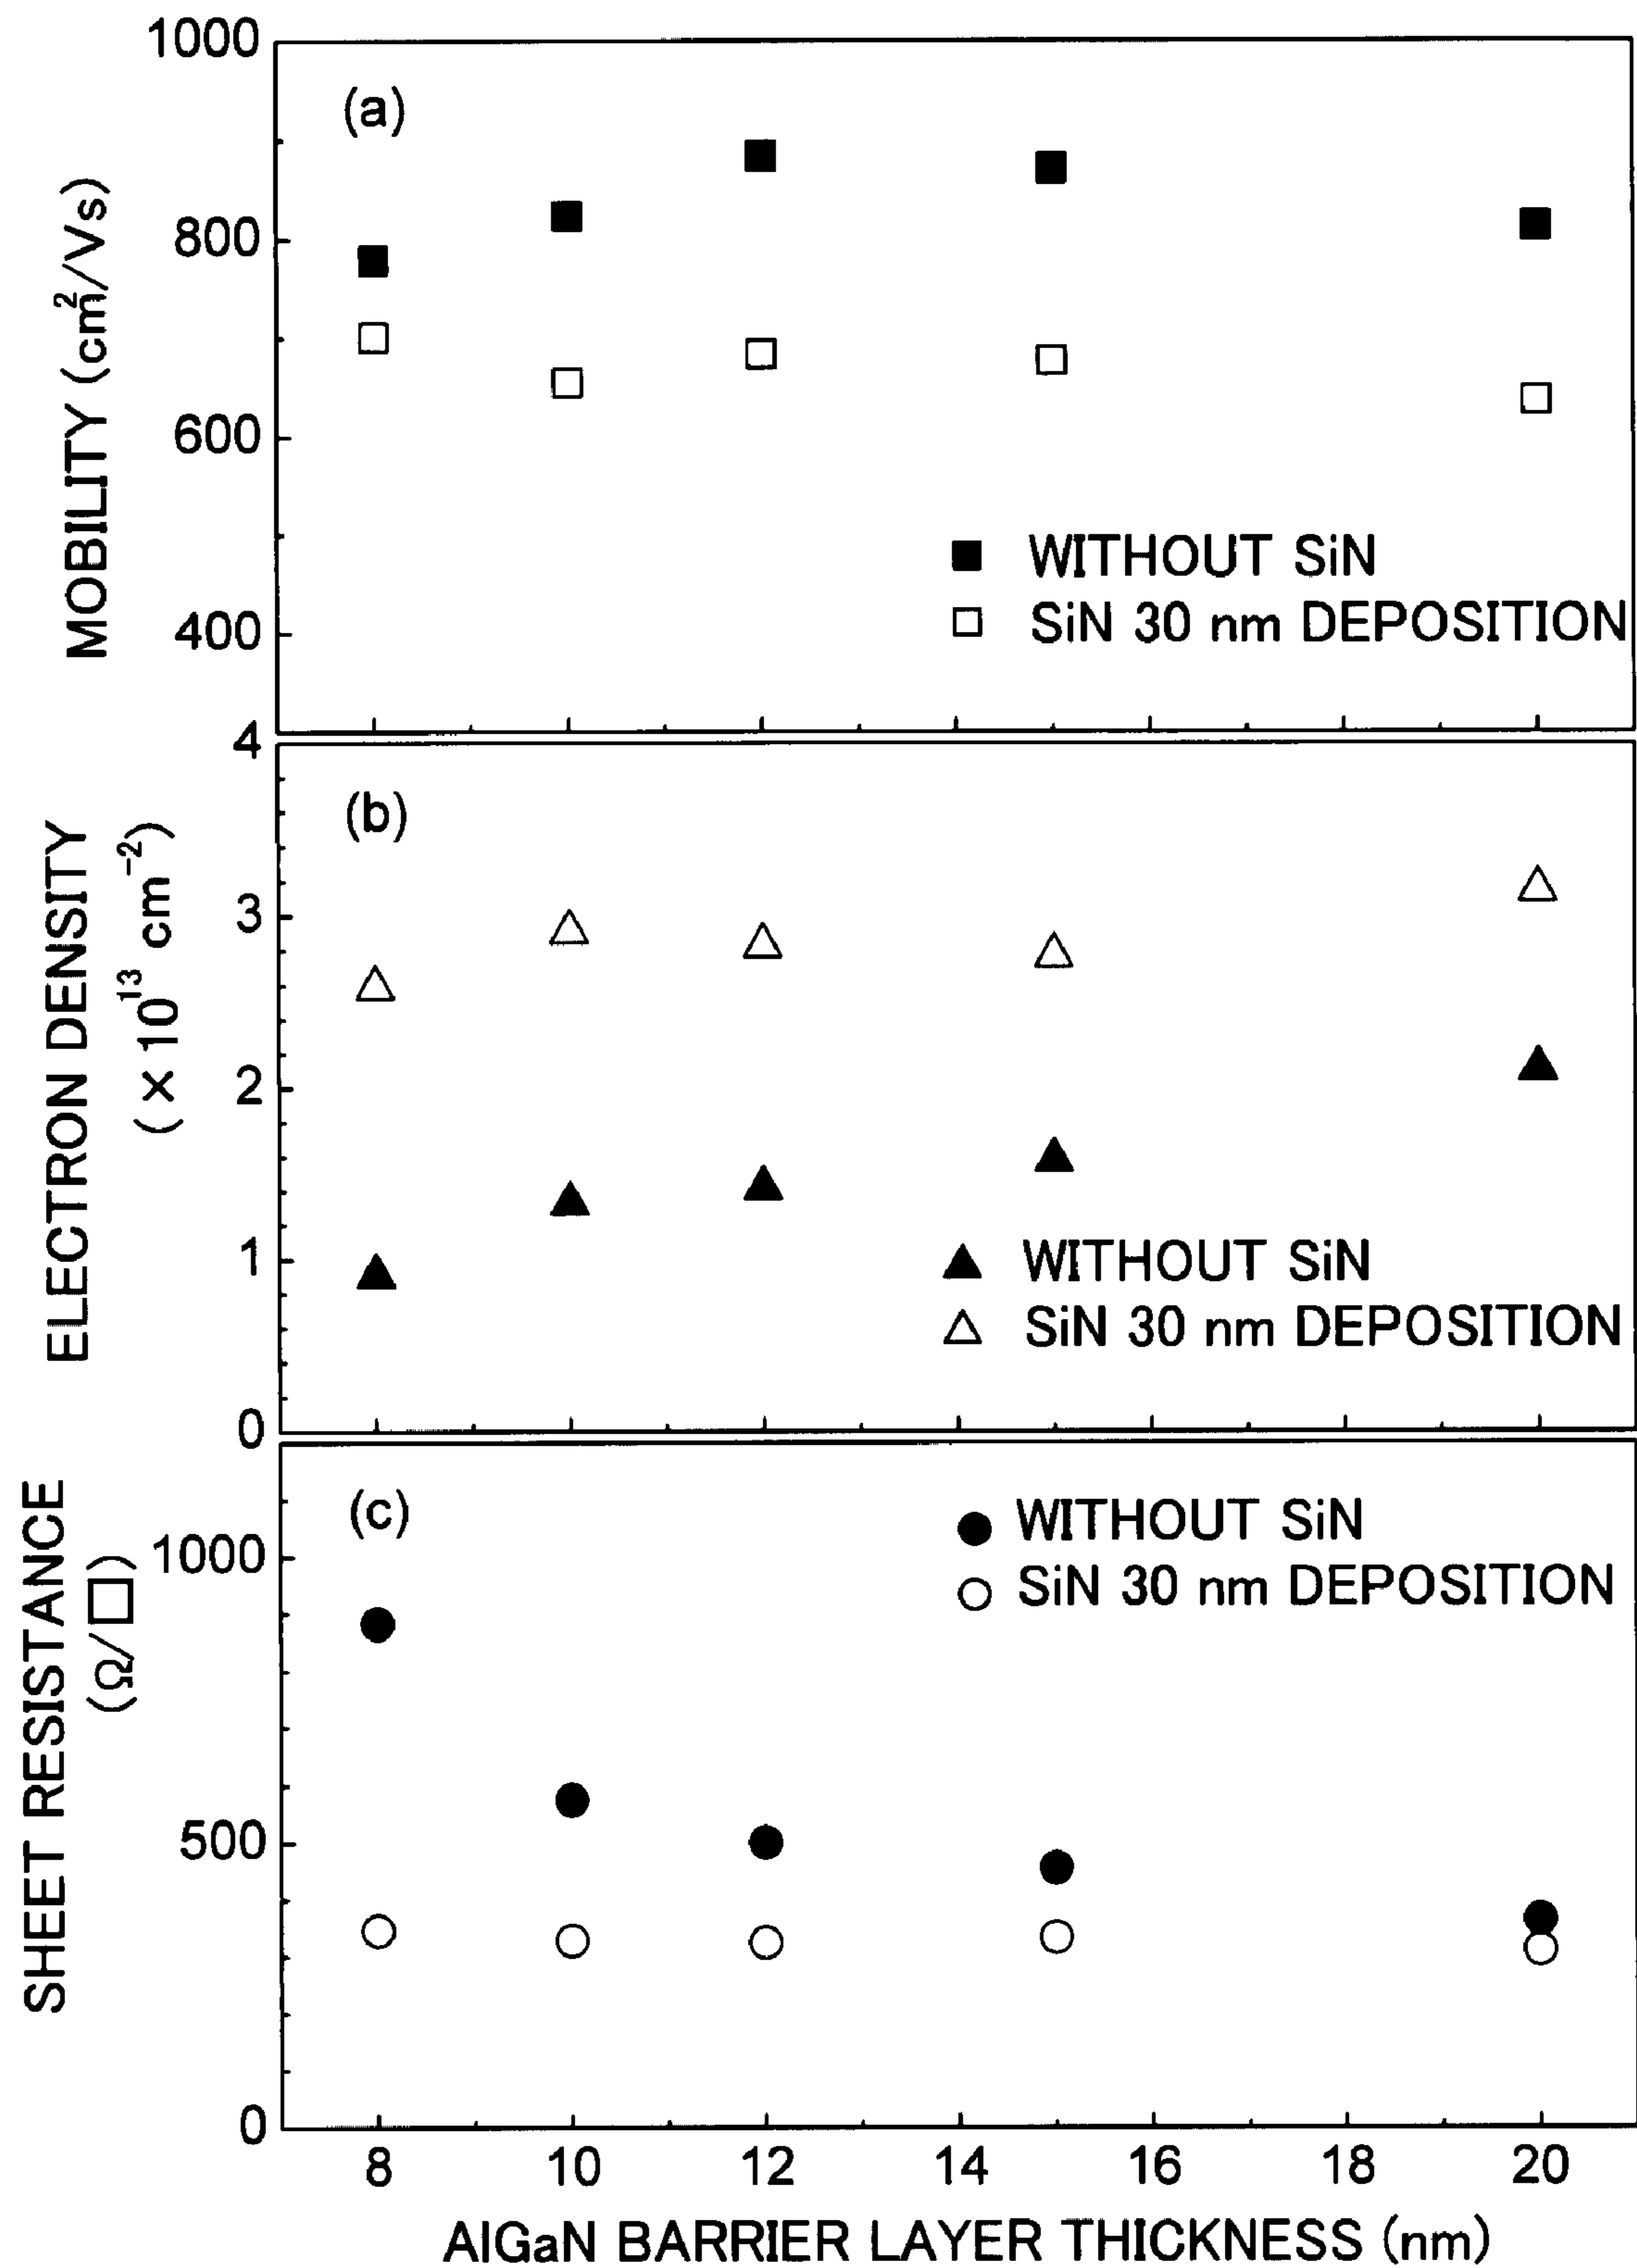 1000
(a)
800
600
400
MOBILITY (cm²/Vs)
■ WITHOUT SiN
□ SiN 30 nm DEPOSITION
4
(b)
3
2
1
0
ELECTRON DENSITY
(× 10¹³ cm⁻²)
▲ WITHOUT SiN
△ SiN 30 nm DEPOSITION
(c)
1000
500
0
SHEET RESISTANCE
(Ω/□)
● WITHOUT SiN
○ SiN 30 nm DEPOSITION
8 10 12 14 16 18 20
AlGaN BARRIER LAYER THICKNESS (nm)